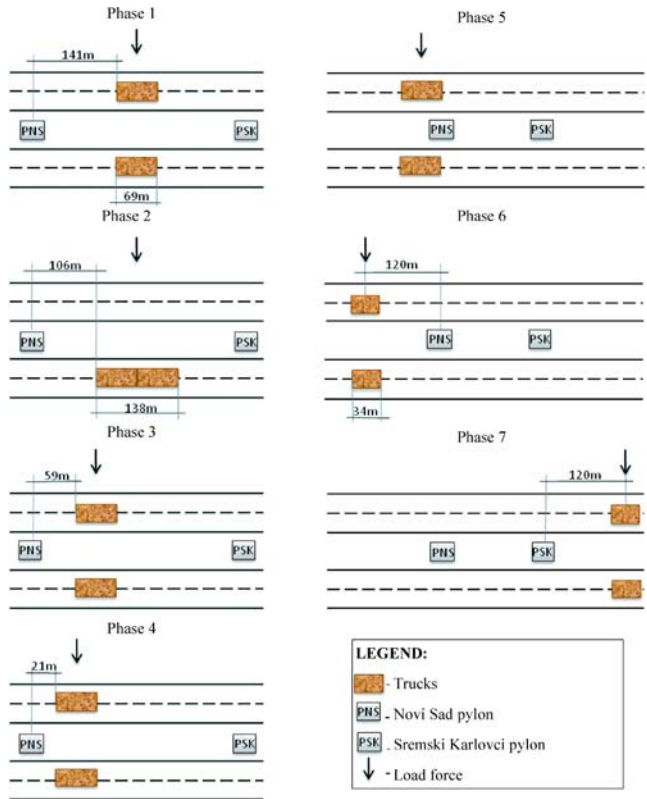 Phase 1
141m
PNS
PSK
69m
Phase 2
106m
PNS
PSK
138m
Phase 3
59m
PNS
PSK
Phase 4
21m
PNS
PSK
Phase 5
PNS
PSK
Phase 6
120m
PNS
PSK
34m
Phase 7
120m
PNS
PSK
LEGEND:
- Trucks
PNS - Novi Sad pylon
PSK - Sremski Karlovci pylon
- Load force